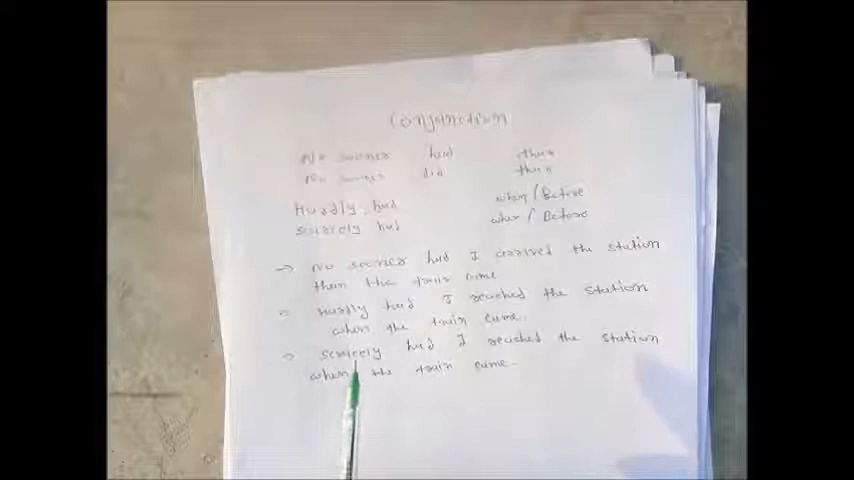 Conjunction
No sooner had than
No sooner did than
Hardly had when / Before
scarcely had when / Before
→ No sooner had I arrived the station
than the train came
→ Hardly had I reached the station
when the train came.
→ scarcely had I reached the station
when the train came.